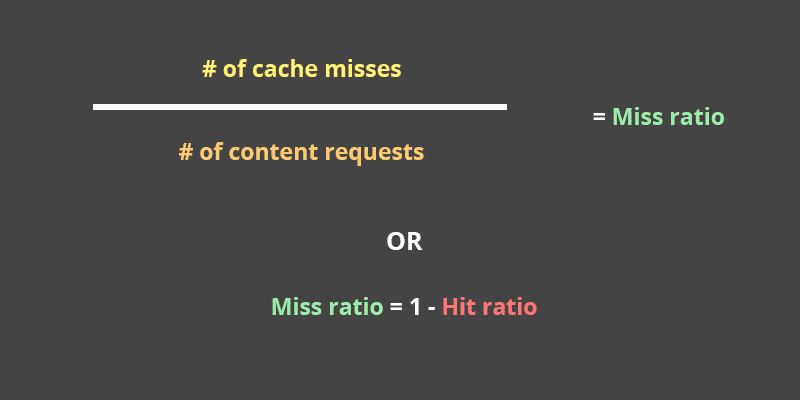 # of cache misses
# of content requests
= Miss ratio
OR
Miss ratio = 1 - Hit ratio